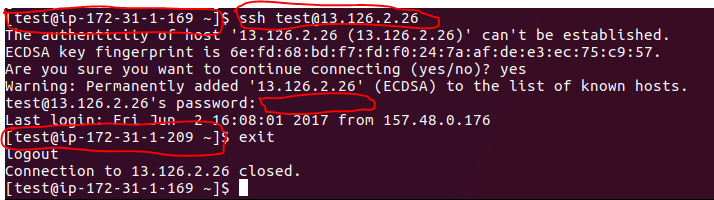 [test@ip-172-31-1-169 ~]$ ssh test@13.126.2.26
The authenticity of host '13.126.2.26 (13.126.2.26)' can't be established.
ECDSA key fingerprint is 6e:fd:68:bd:f7:fd:f0:24:7a:af:de:e3:ec:75:c9:57.
Are you sure you want to continue connecting (yes/no)? yes
Warning: Permanently added '13.126.2.26' (ECDSA) to the list of known hosts.
test@13.126.2.26's password:
Last login: Fri Jun  2 16:08:01 2017 from 157.48.0.176
[test@ip-172-31-1-209 ~]$ exit
logout
Connection to 13.126.2.26 closed.
[test@ip-172-31-1-169 ~]$